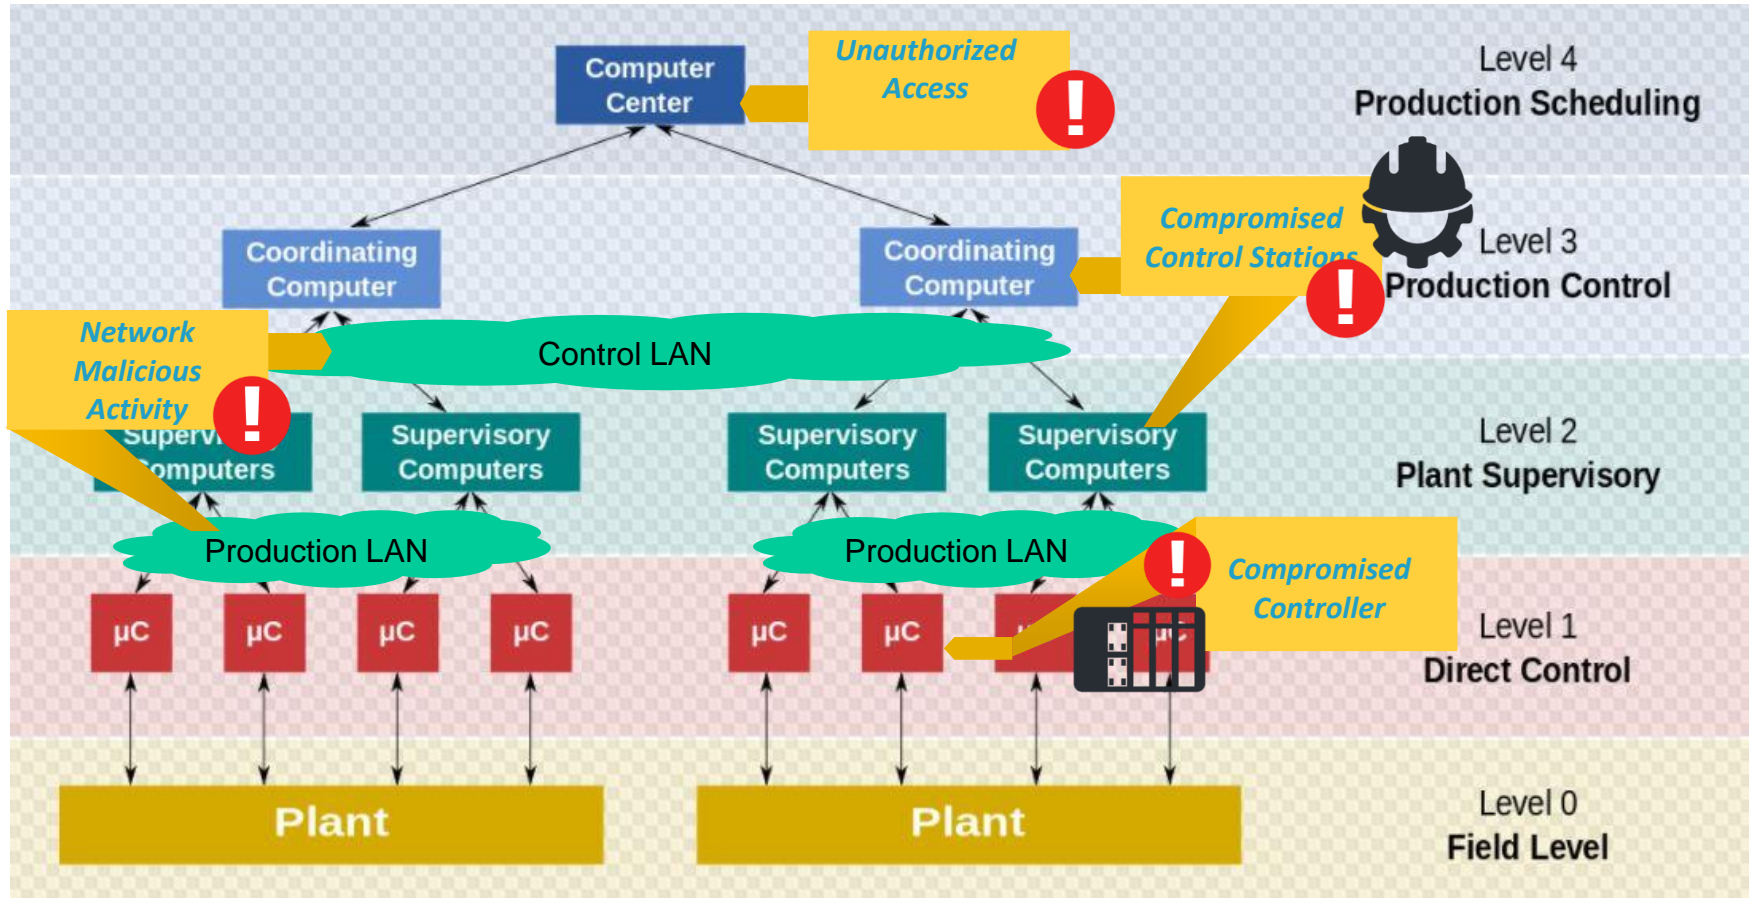 Computer
Center
Unauthorized
Access
!
Level 4
Production Scheduling
Coordinating
Computer
Coordinating
Computer
Compromised
Control Stations
!
Level 3
Production Control
Network
Malicious
Activity
!
Control LAN
Computers
Supervisory
Computers
Supervisory
Computers
Supervisory
Computers
Level 2
Plant Supervisory
Production LAN
Production LAN
!
Compromised
Controller
µC
µC
µC
µC
µC
µC
µC
Level 1
Direct Control
Plant
Plant
Level 0
Field Level